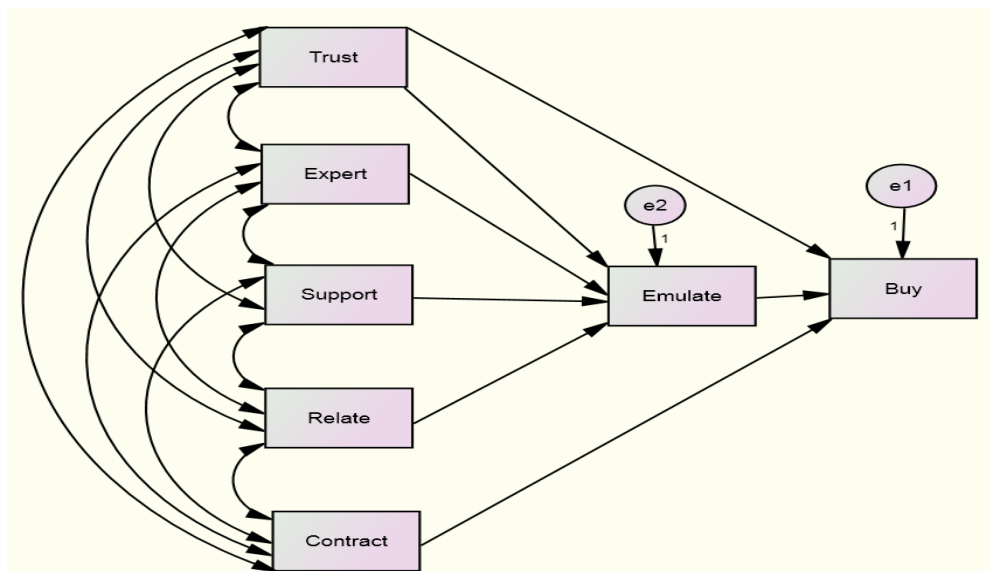 Trust
Expert
e2
e1
1
1
Support
Emulate
Buy
Relate
Contract